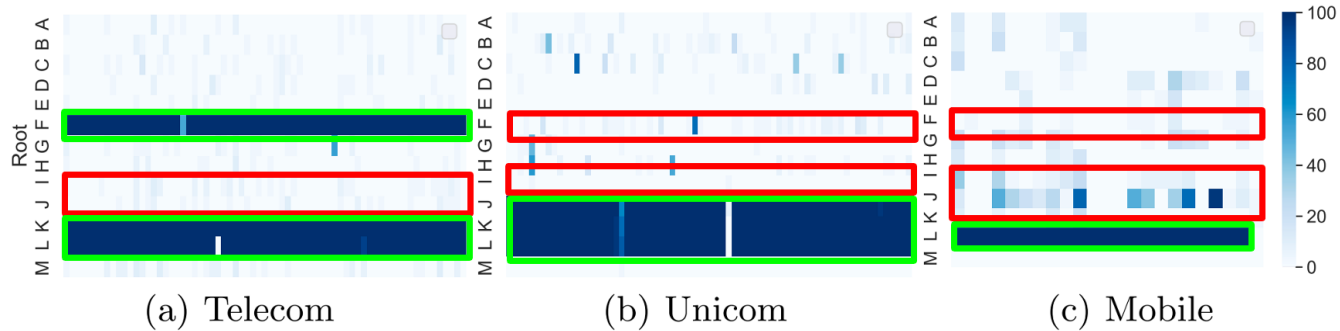 Root
A
B
C
D
E
F
G
H
I
J
K
L
M
A
B
C
D
E
F
G
H
I
J
K
L
M
A
B
C
D
E
F
G
H
I
J
K
L
M
100
80
60
40
20
0
(a) Telecom
(b) Unicom
(c) Mobile